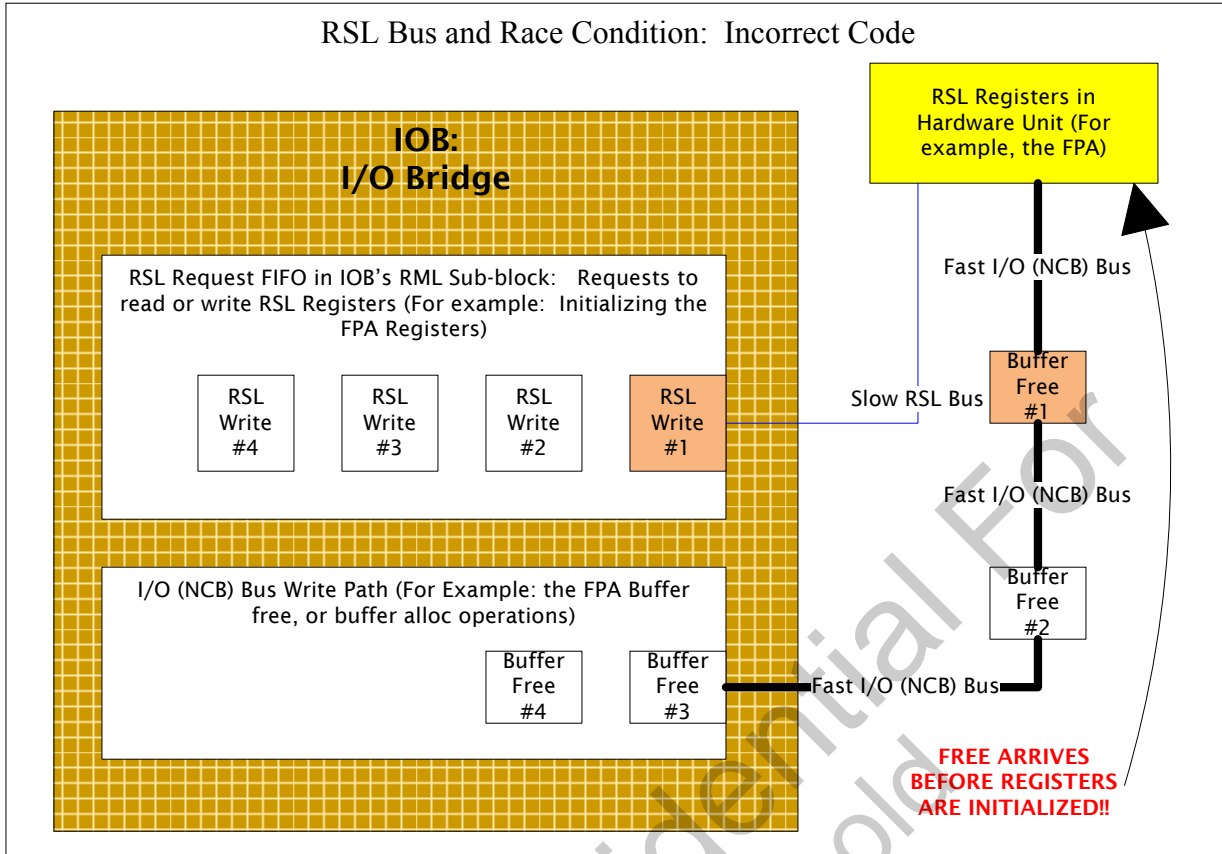 RSL Bus and Race Condition:  Incorrect Code
IOB:
I/O Bridge
RSL Request FIFO in IOB's RML Sub-block:   Requests to
read or write RSL Registers (For example:  Initializing the
FPA Registers)
RSL
Write
#4
RSL
Write
#3
RSL
Write
#2
RSL
Write
#1
I/O (NCB) Bus Write Path (For Example: the FPA Buffer
free, or buffer alloc operations)
Buffer
Free
#4
Buffer
Free
#3
RSL Registers in
Hardware Unit (For
example, the FPA)
Fast I/O (NCB) Bus
Slow RSL Bus
Buffer
Free
#1
Fast I/O (NCB) Bus
Buffer
Free
#2
Fast I/O (NCB) Bus
FREE ARRIVES
BEFORE REGISTERS
ARE INITIALIZED!!
For